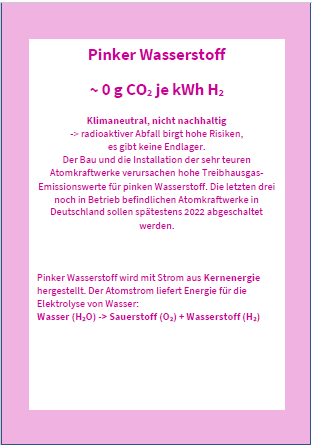 Pinker Wasserstoff
~ 0 g CO₂ je kWh H₂
Klimaneutral, nicht nachhaltig
-> radioaktiver Abfall birgt hohe Risiken,
es gibt keine Endlager.
Der Bau und die Installation der sehr teuren
Atomkraftwerke verursachen hohe Treibhausgas-
Emissionswerte für pinken Wasserstoff. Die letzten drei
noch in Betrieb befindlichen Atomkraftwerke in
Deutschland sollen spätestens 2022 abgeschaltet
werden.
Pinker Wasserstoff wird mit Strom aus Kernenergie
hergestellt. Der Atomstrom liefert Energie für die
Elektrolyse von Wasser:
Wasser (H₂O) -> Sauerstoff (O₂) + Wasserstoff (H₂)